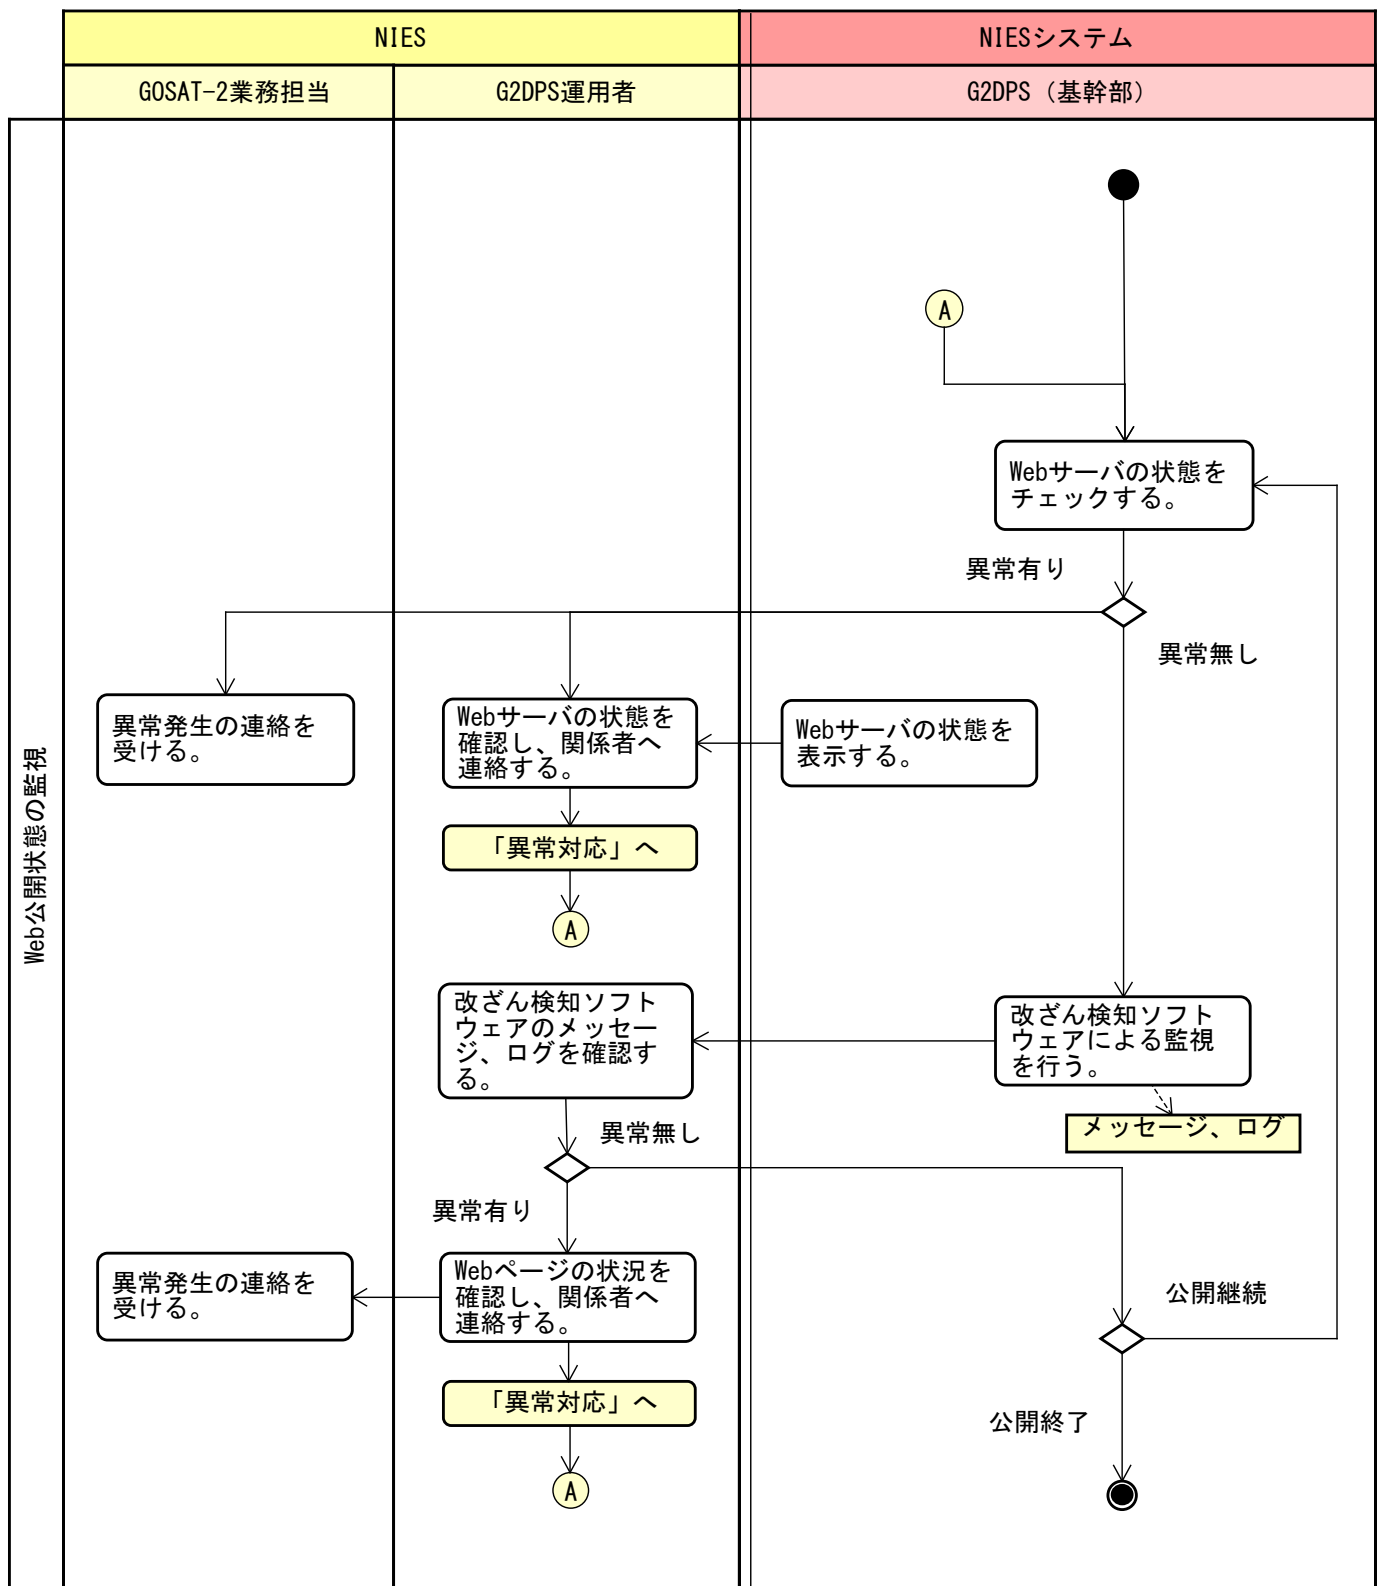 NIES
NIESシステム
GOSAT-2業務担当
G2DPS運用者
G2DPS（基幹部）
A
Webサーバの状態を
チェックする。
異常有り
異常無し
異常発生の連絡を
受ける。
Webサーバの状態を
確認し、関係者へ
連絡する。
Webサーバの状態を
表示する。
「異常対応」へ
A
Web公開状態の監視
改ざん検知ソフト
ウェアのメッセー
ジ、ログを確認す
る。
改ざん検知ソフト
ウェアによる監視
を行う。
メッセージ、ログ
異常無し
異常有り
異常発生の連絡を
受ける。
Webページの状況を
確認し、関係者へ
連絡する。
公開継続
「異常対応」へ
公開終了
A